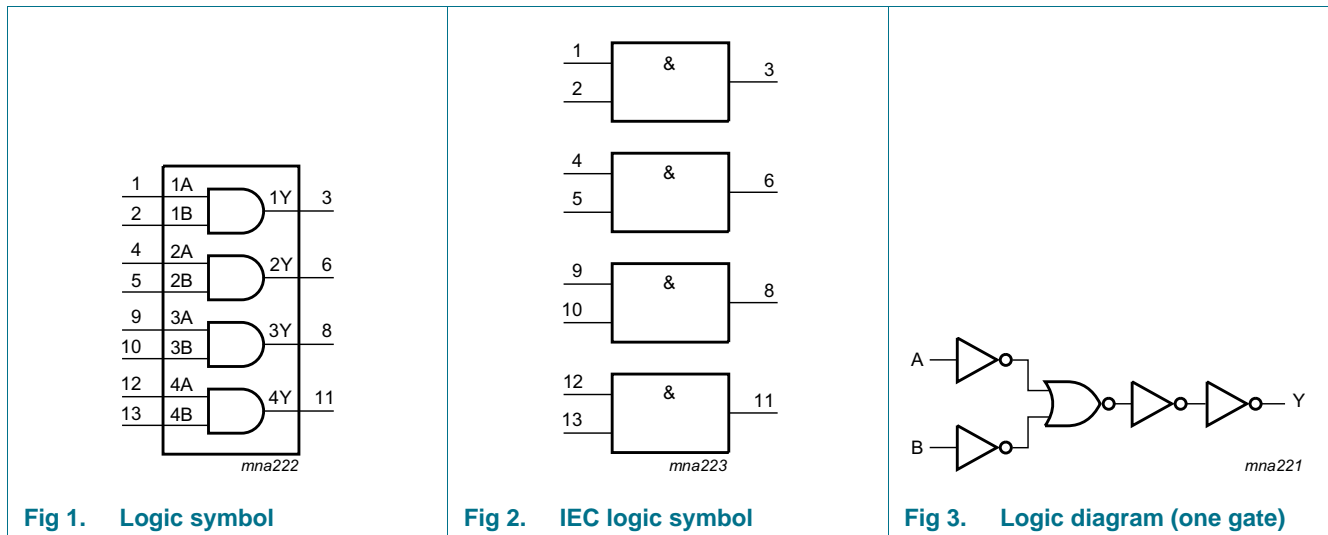 1 1A 1Y 3
2 1B
4 2A 2Y 6
5 2B
9 3A 3Y 8
10 3B
12 4A 4Y 11
13 4B
mna222
Fig 1. Logic symbol
1 & 3
2
4 & 6
5
9 & 8
10
12 & 11
13
mna223
Fig 2. IEC logic symbol
A
Y
B
mna221
Fig 3. Logic diagram (one gate)